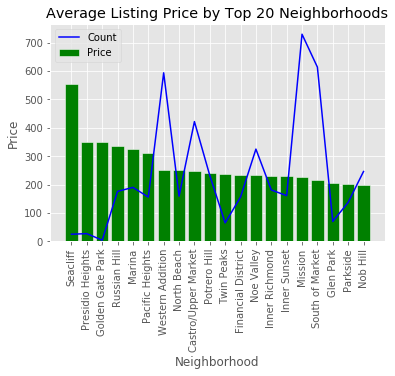 Average Listing Price by Top 20 Neighborhoods
Count
Price
700
600
500
400
300
200
100
0
Price
Seacliff
Presidio Heights
Golden Gate Park
Russian Hill
Marina
Pacific Heights
Western Addition
North Beach
Castro/Upper Market
Potrero Hill
Twin Peaks
Financial District
Noe Valley
Inner Richmond
Inner Sunset
Mission
South of Market
Glen Park
Parkside
Nob Hill
Neighborhood